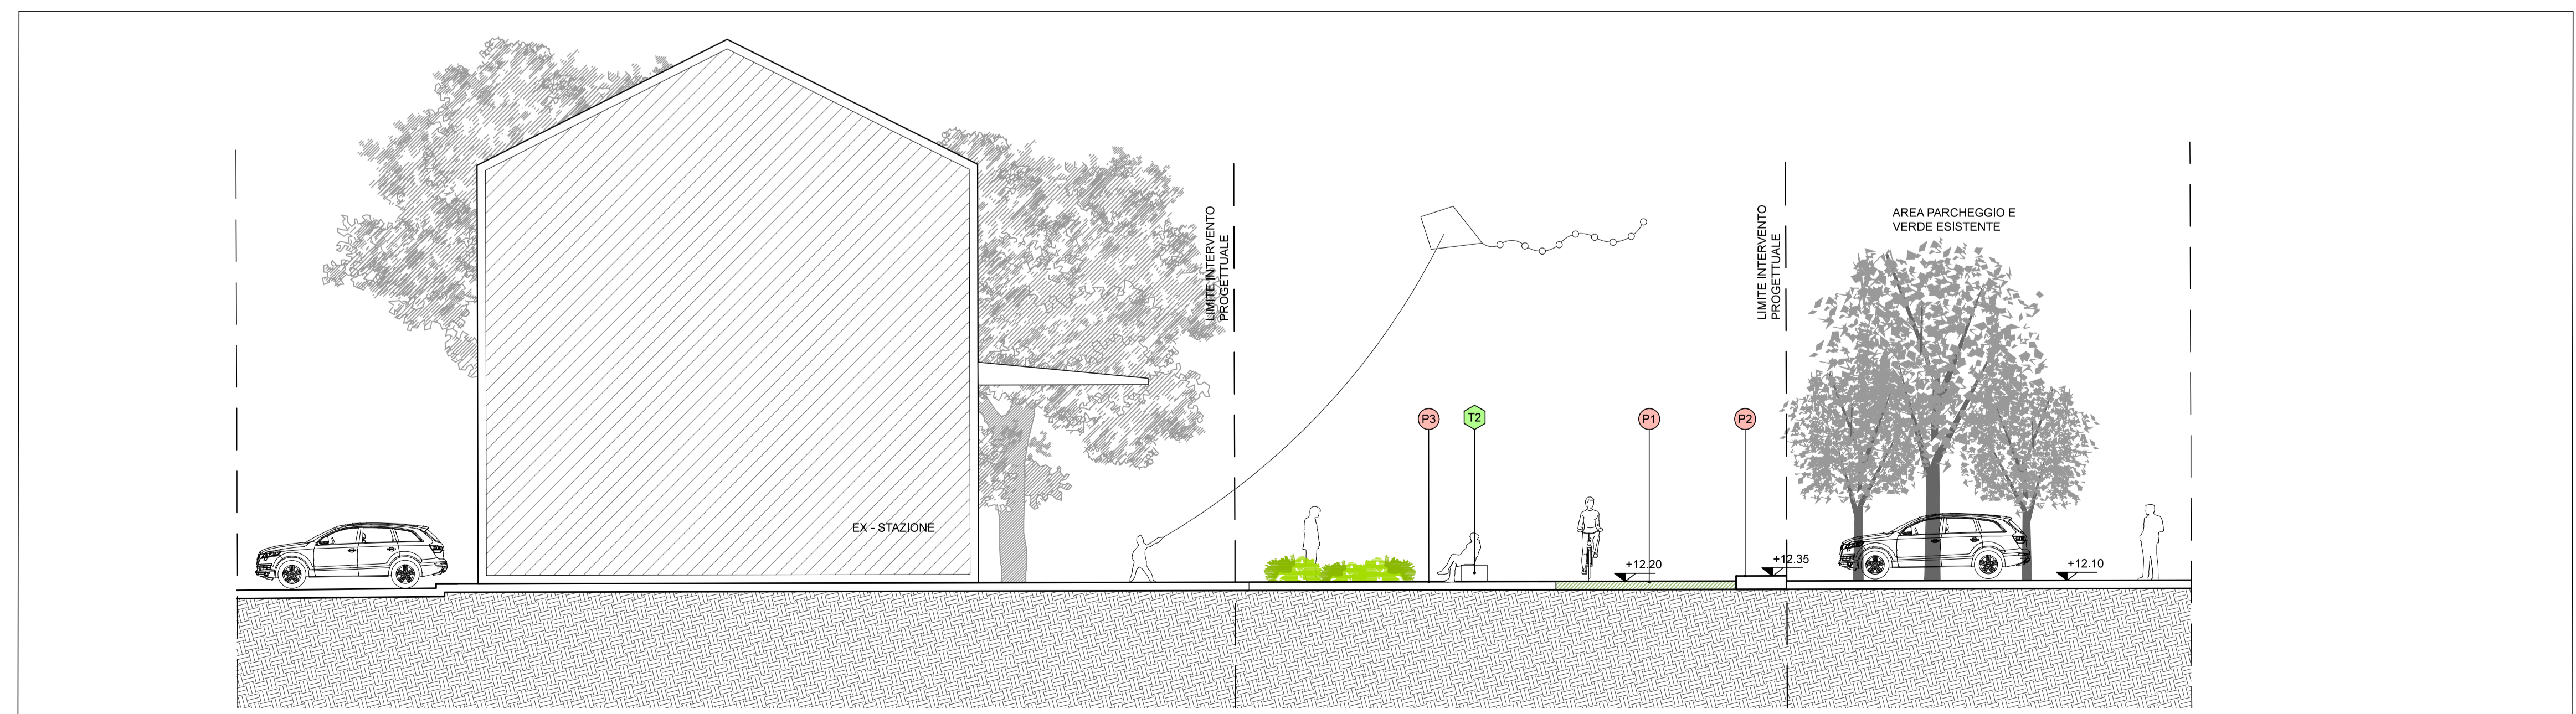 AREA PARCHEGGIO E
VERDE ESISTENTE
LIMITE INTERVENTO
PROGETTUALE
LIMITE INTERVENTO
PROGETTUALE
P3
T2
P1
P2
EX - STAZIONE
+12.20
+12.35
+12.10